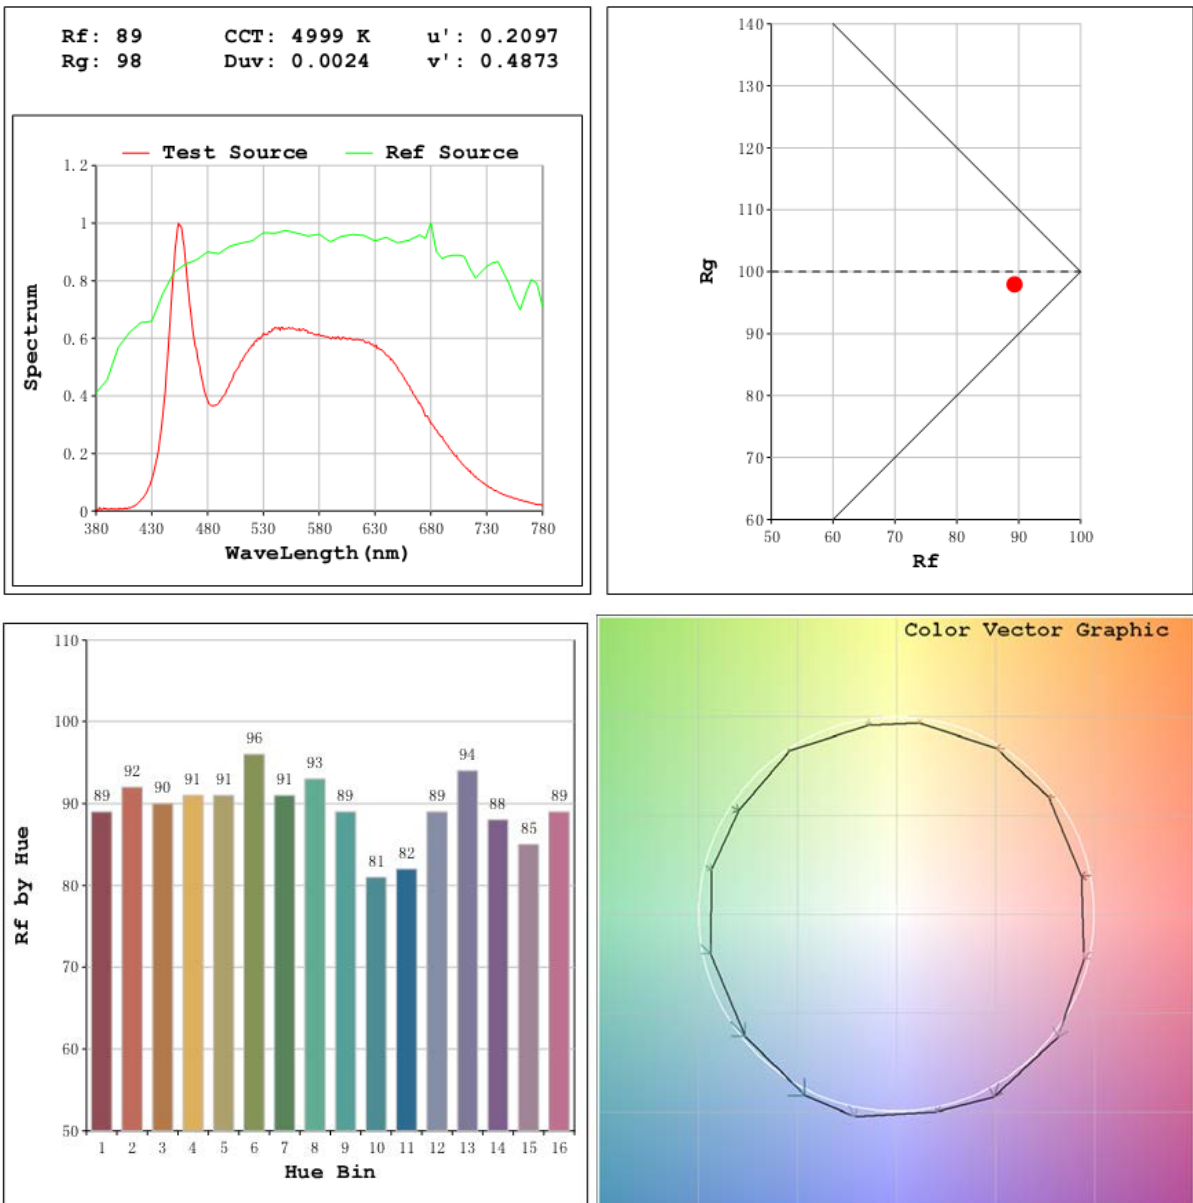 Rf: 89 CCT: 4999 K u': 0.2097
Rg: 98 Duv: 0.0024 v': 0.4873
Test Source Ref Source
1.2
1
0.8
0.6
0.4
0.2
0
380 430 480 530 580 630 680 730 780
WaveLength(nm)
Spectrum
140
130
120
110
100
90
80
70
60
50 60 70 80 90 100
Rf
Rg
110
100
90
80
70
60
50
89 92 90 91 91 96 91 93 89 81 82 89 94 88 85 89
1 2 3 4 5 6 7 8 9 10 11 12 13 14 15 16
Hue Bin
Rf by Hue
Color Vector Graphic